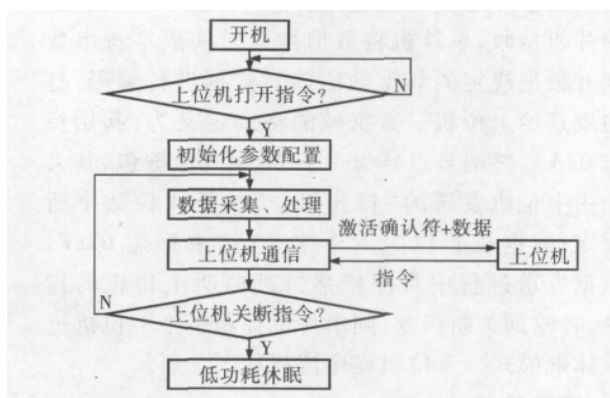 开机
上位机打开指令?
N
Y
初始化参数配置
数据采集 处理
激活确认符+数据
上位机通信
上位机
指令
N
上位机关断指令?
Y
低功耗休眠